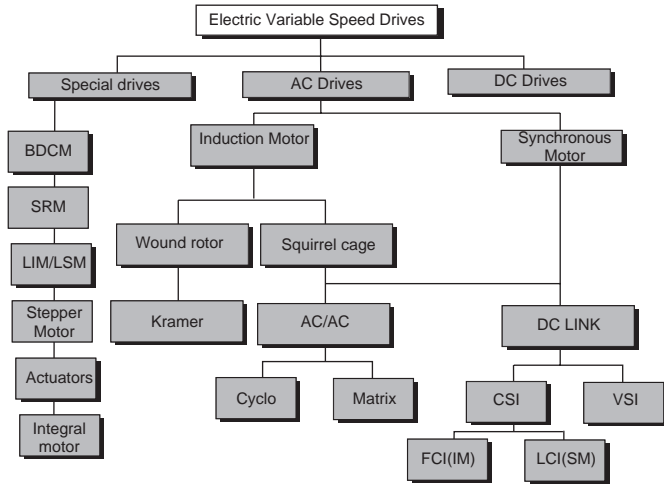 Electric Variable Speed Drives
Special drives
AC Drives
DC Drives
BDCM
Induction Motor
Synchronous
Motor
SRM
Wound rotor
Squirrel cage
LIM/LSM
Stepper
Motor
Kramer
AC/AC
DC LINK
Actuators
Cyclo
Matrix
CSI
VSI
Integral
motor
FCI(IM)
LCI(SM)